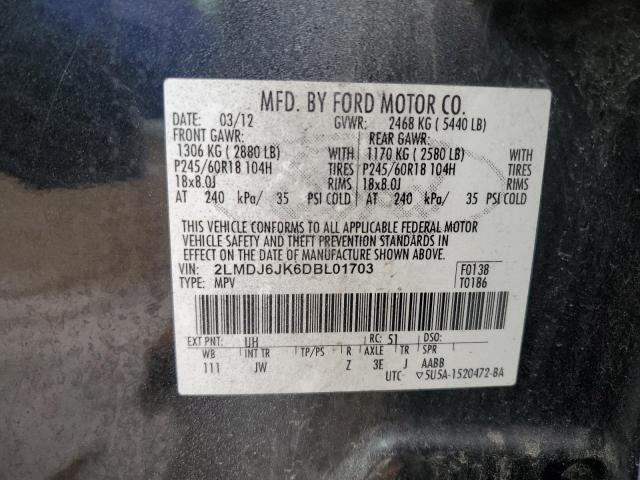 MFD. BY FORD MOTOR CO.
DATE: 03/12 GVWR: 2468 KG ( 5440 LB)
FRONT GAWR: REAR GAWR:
1306 KG ( 2880 LB) WITH 1170 KG ( 2580 LB) WITH
P245/60R18 104H TIRES P245/60R18 104H TIRES
18x8.0J RIMS 18x8.0J RIMS
AT 240 kPa/ 35 PSI COLD AT 240 kPa/ 35 PSI COLD
THIS VEHICLE CONFORMS TO ALL APPLICABLE FEDERAL MOTOR
VEHICLE SAFETY AND THEFT PREVENTION STANDARDS IN
EFFECT ON THE DATE OF MANUFACTURE SHOWN ABOVE.
VIN: 2LMDJ6JK6DBL01703 F0138
TYPE: MPV T0186
EXT PNT: UH RC: 51 DSO:
WB INT TR TP/PS R AXLE TR SPR
111 JW Z 3E J AABB
UTC ▽5U5A-1520472-BA